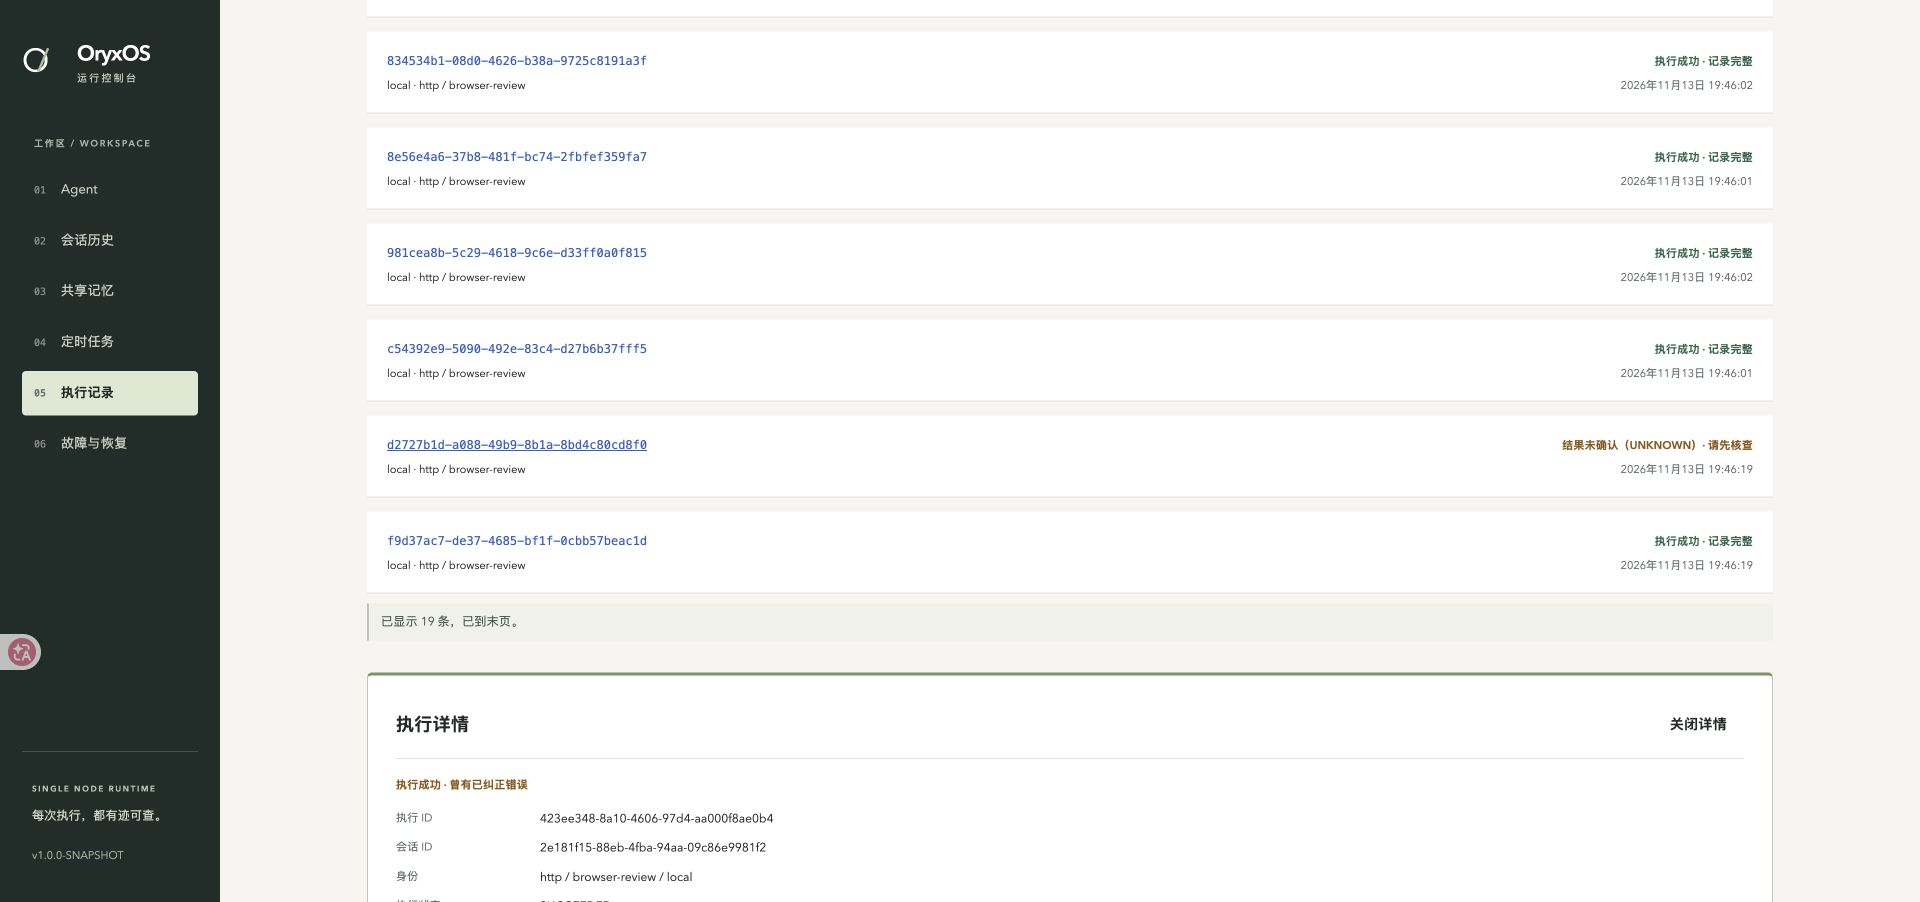 OryxOS
运行控制台
工作区 / WORKSPACE
01 Agent
02 会话历史
03 共享记忆
04 定时任务
05 执行记录
06 故障与恢复
SINGLE NODE RUNTIME
每次执行，都有迹可查。
v1.0.0-SNAPSHOT
834534b1-08d0-4626-b38a-9725c8191a3f
执行成功 · 记录完整
local · http / browser-review
2026年11月13日 19:46:02
8e56e4a6-37b8-481f-bc74-2fbfef359fa7
执行成功 · 记录完整
local · http / browser-review
2026年11月13日 19:46:01
981cea8b-5c29-4618-9c6e-d33ff0a0f815
执行成功 · 记录完整
local · http / browser-review
2026年11月13日 19:46:02
c54392e9-5090-492e-83c4-d27b6b37fff5
执行成功 · 记录完整
local · http / browser-review
2026年11月13日 19:46:01
d2727b1d-a088-49b9-8b1a-8bd4c80cd8f0
结果未确认（UNKNOWN）· 请先核查
local · http / browser-review
2026年11月13日 19:46:19
f9d37ac7-de37-4685-bf1f-0cbb57beac1d
执行成功 · 记录完整
local · http / browser-review
2026年11月13日 19:46:19
已显示 19 条，已到末页。
执行详情
关闭详情
执行成功 · 曾有已纠正错误
执行 ID 423ee348-8a10-4606-97d4-aa000f8ae0b4
会话 ID 2e181f15-88eb-4fba-94aa-09c86e9981f2
身份 http / browser-review / local